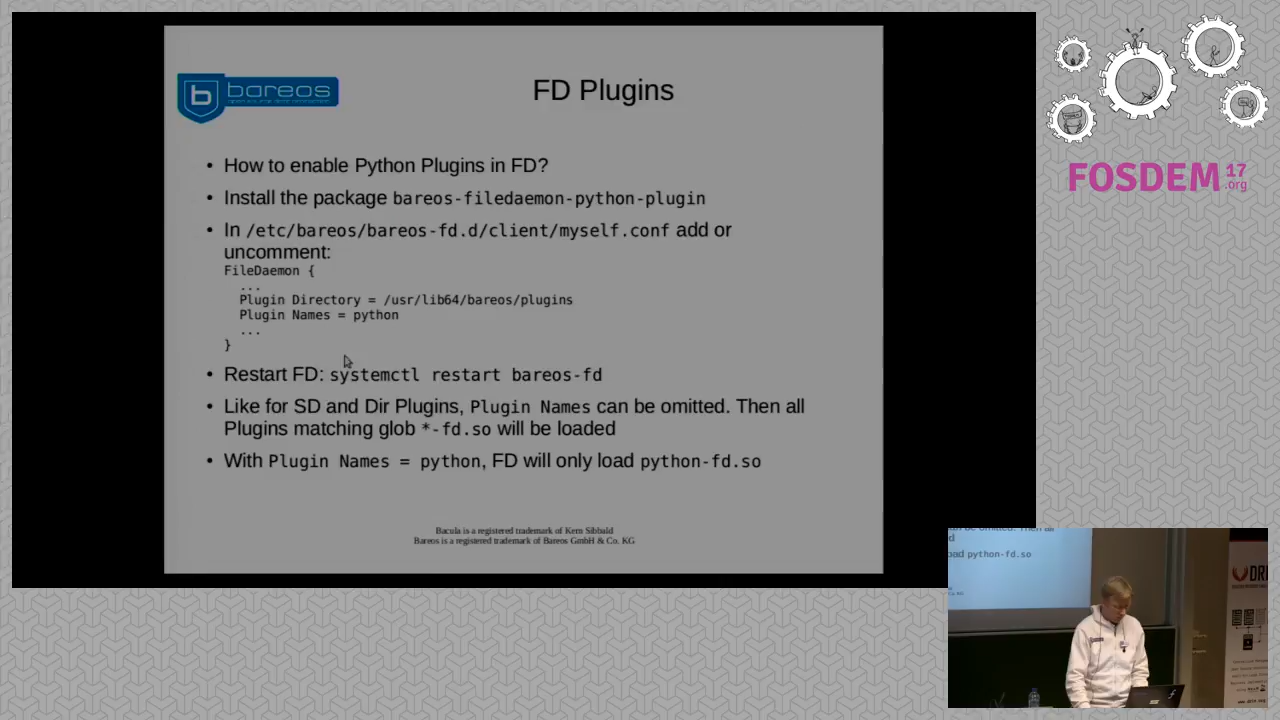 bareos
FD Plugins
• How to enable Python Plugins in FD?
• Install the package bareos-filedaemon-python-plugin
• In /etc/bareos/bareos-fd.d/client/myself.conf add or
uncomment:
FileDaemon {
...
Plugin Directory = /usr/lib64/bareos/plugins
Plugin Names = python
...
}
• Restart FD: systemctl restart bareos-fd
• Like for SD and Dir Plugins, Plugin Names can be omitted. Then all
Plugins matching glob *-fd.so will be loaded
• With Plugin Names = python, FD will only load python-fd.so
Bacula is a registered trademark of Kern Sibbald
Bareos is a registered trademark of Bareos GmbH & Co. KG
FOSDEM 17
.org
python-fd.so